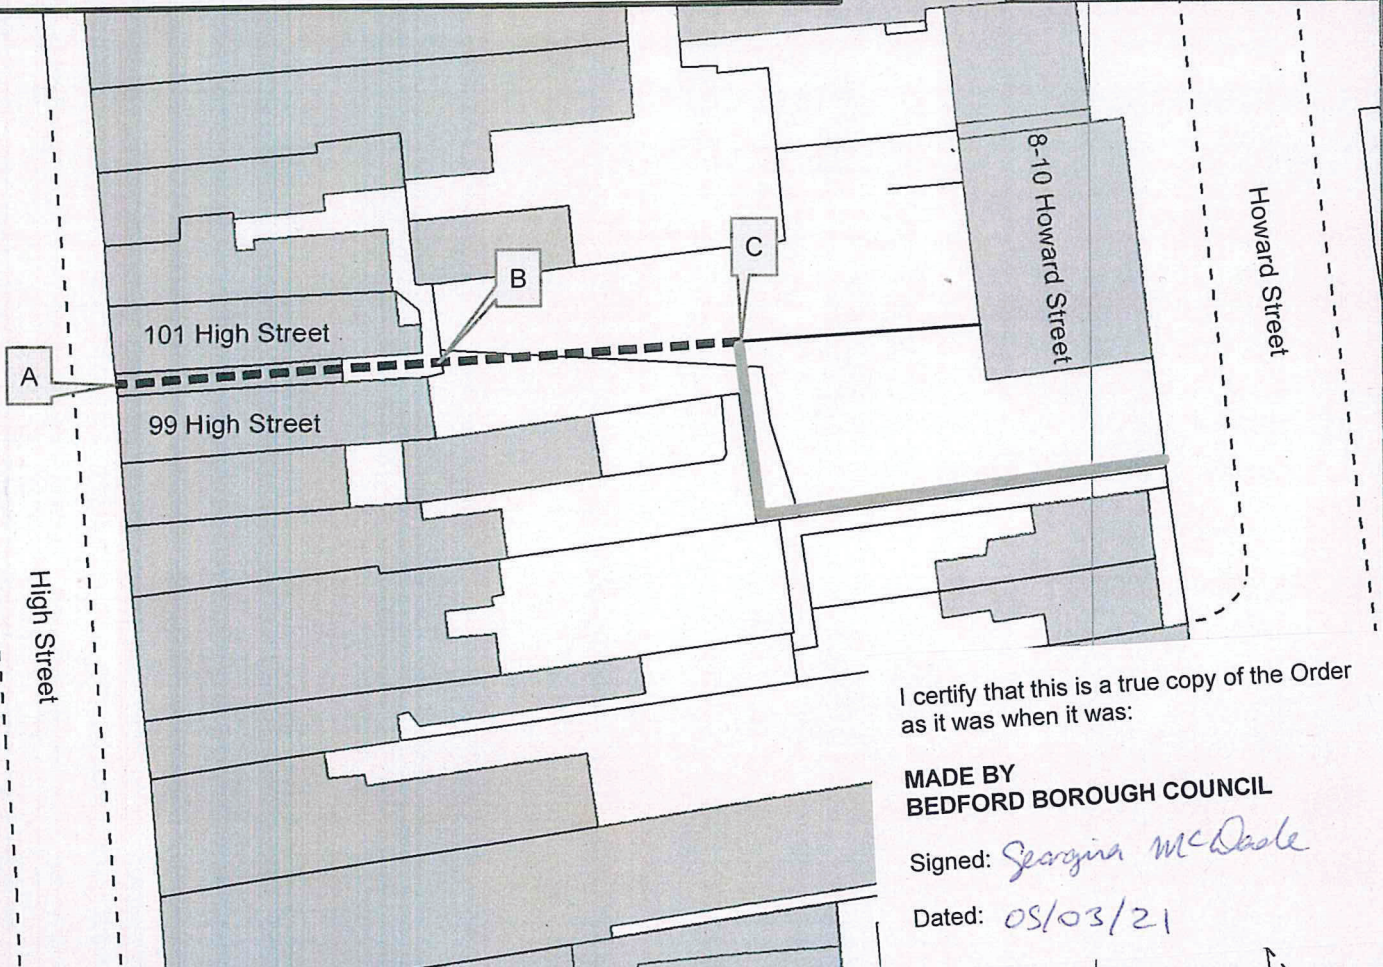 8-10 Howard Street
Howard Street
C
B
101 High Street
A
99 High Street
High Street
I certify that this is a true copy of the Order
as it was when it was:
MADE BY
BEDFORD BOROUGH COUNCIL
Signed: Georgina McDade
Dated: 05/03/21